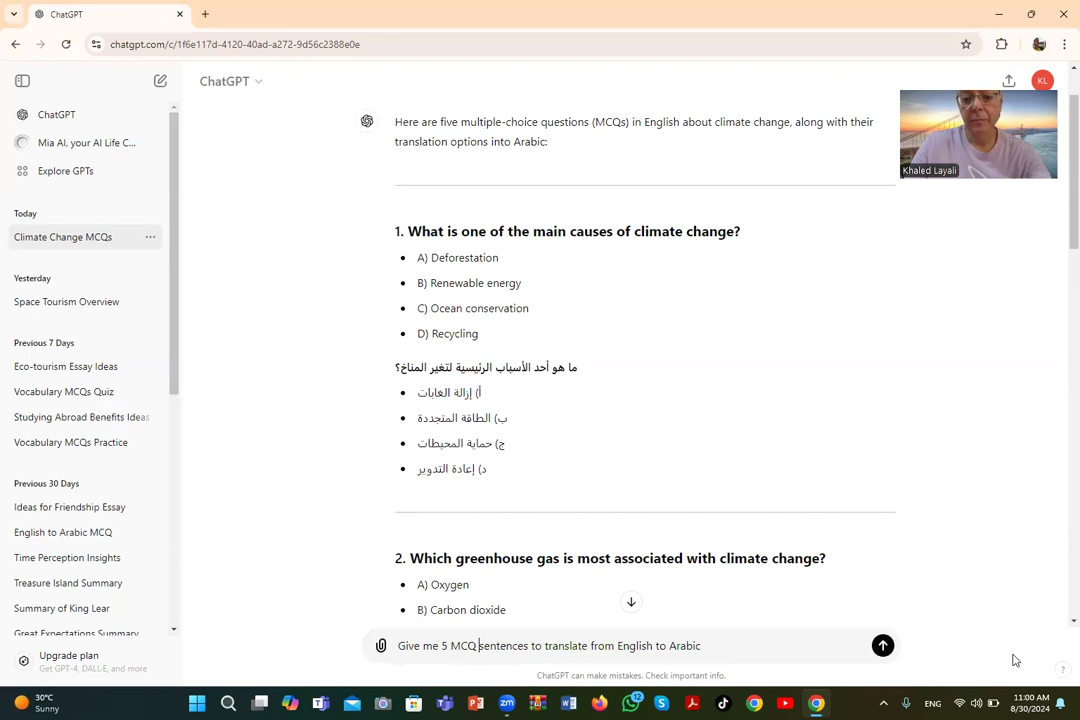 ChatGPT
chatgpt.com/c/1f6e117d-4120-40ad-a272-9d56c2388e0e
ChatGPT
KL
ChatGPT
Mia AI, your AI Life C...
Explore GPTs
Today
Climate Change MCQs
Yesterday
Space Tourism Overview
Previous 7 Days
Eco-tourism Essay Ideas
Vocabulary MCQs Quiz
Studying Abroad Benefits Ideas
Vocabulary MCQs Practice
Previous 30 Days
Ideas for Friendship Essay
English to Arabic MCQ
Time Perception Insights
Treasure Island Summary
Summary of King Lear
Great Expectations Summary
Upgrade plan
Get GPT-4, DALL·E, and more
Khaled Layali
Here are five multiple-choice questions (MCQs) in English about climate change, along with their
translation options into Arabic:
1. What is one of the main causes of climate change?
A) Deforestation
B) Renewable energy
C) Ocean conservation
D) Recycling
ما هو أحد الأسباب الرئيسية لتغير المناخ؟
أ) إزالة الغابات
ب) الطاقة المتجددة
ج) حماية المحيطات
د) إعادة التدوير
2. Which greenhouse gas is most associated with climate change?
A) Oxygen
B) Carbon dioxide
Give me 5 MCQ sentences to translate from English to Arabic
ChatGPT can make mistakes. Check important info.
?
30°C
Sunny
12
ENG
11:00 AM
8/30/2024